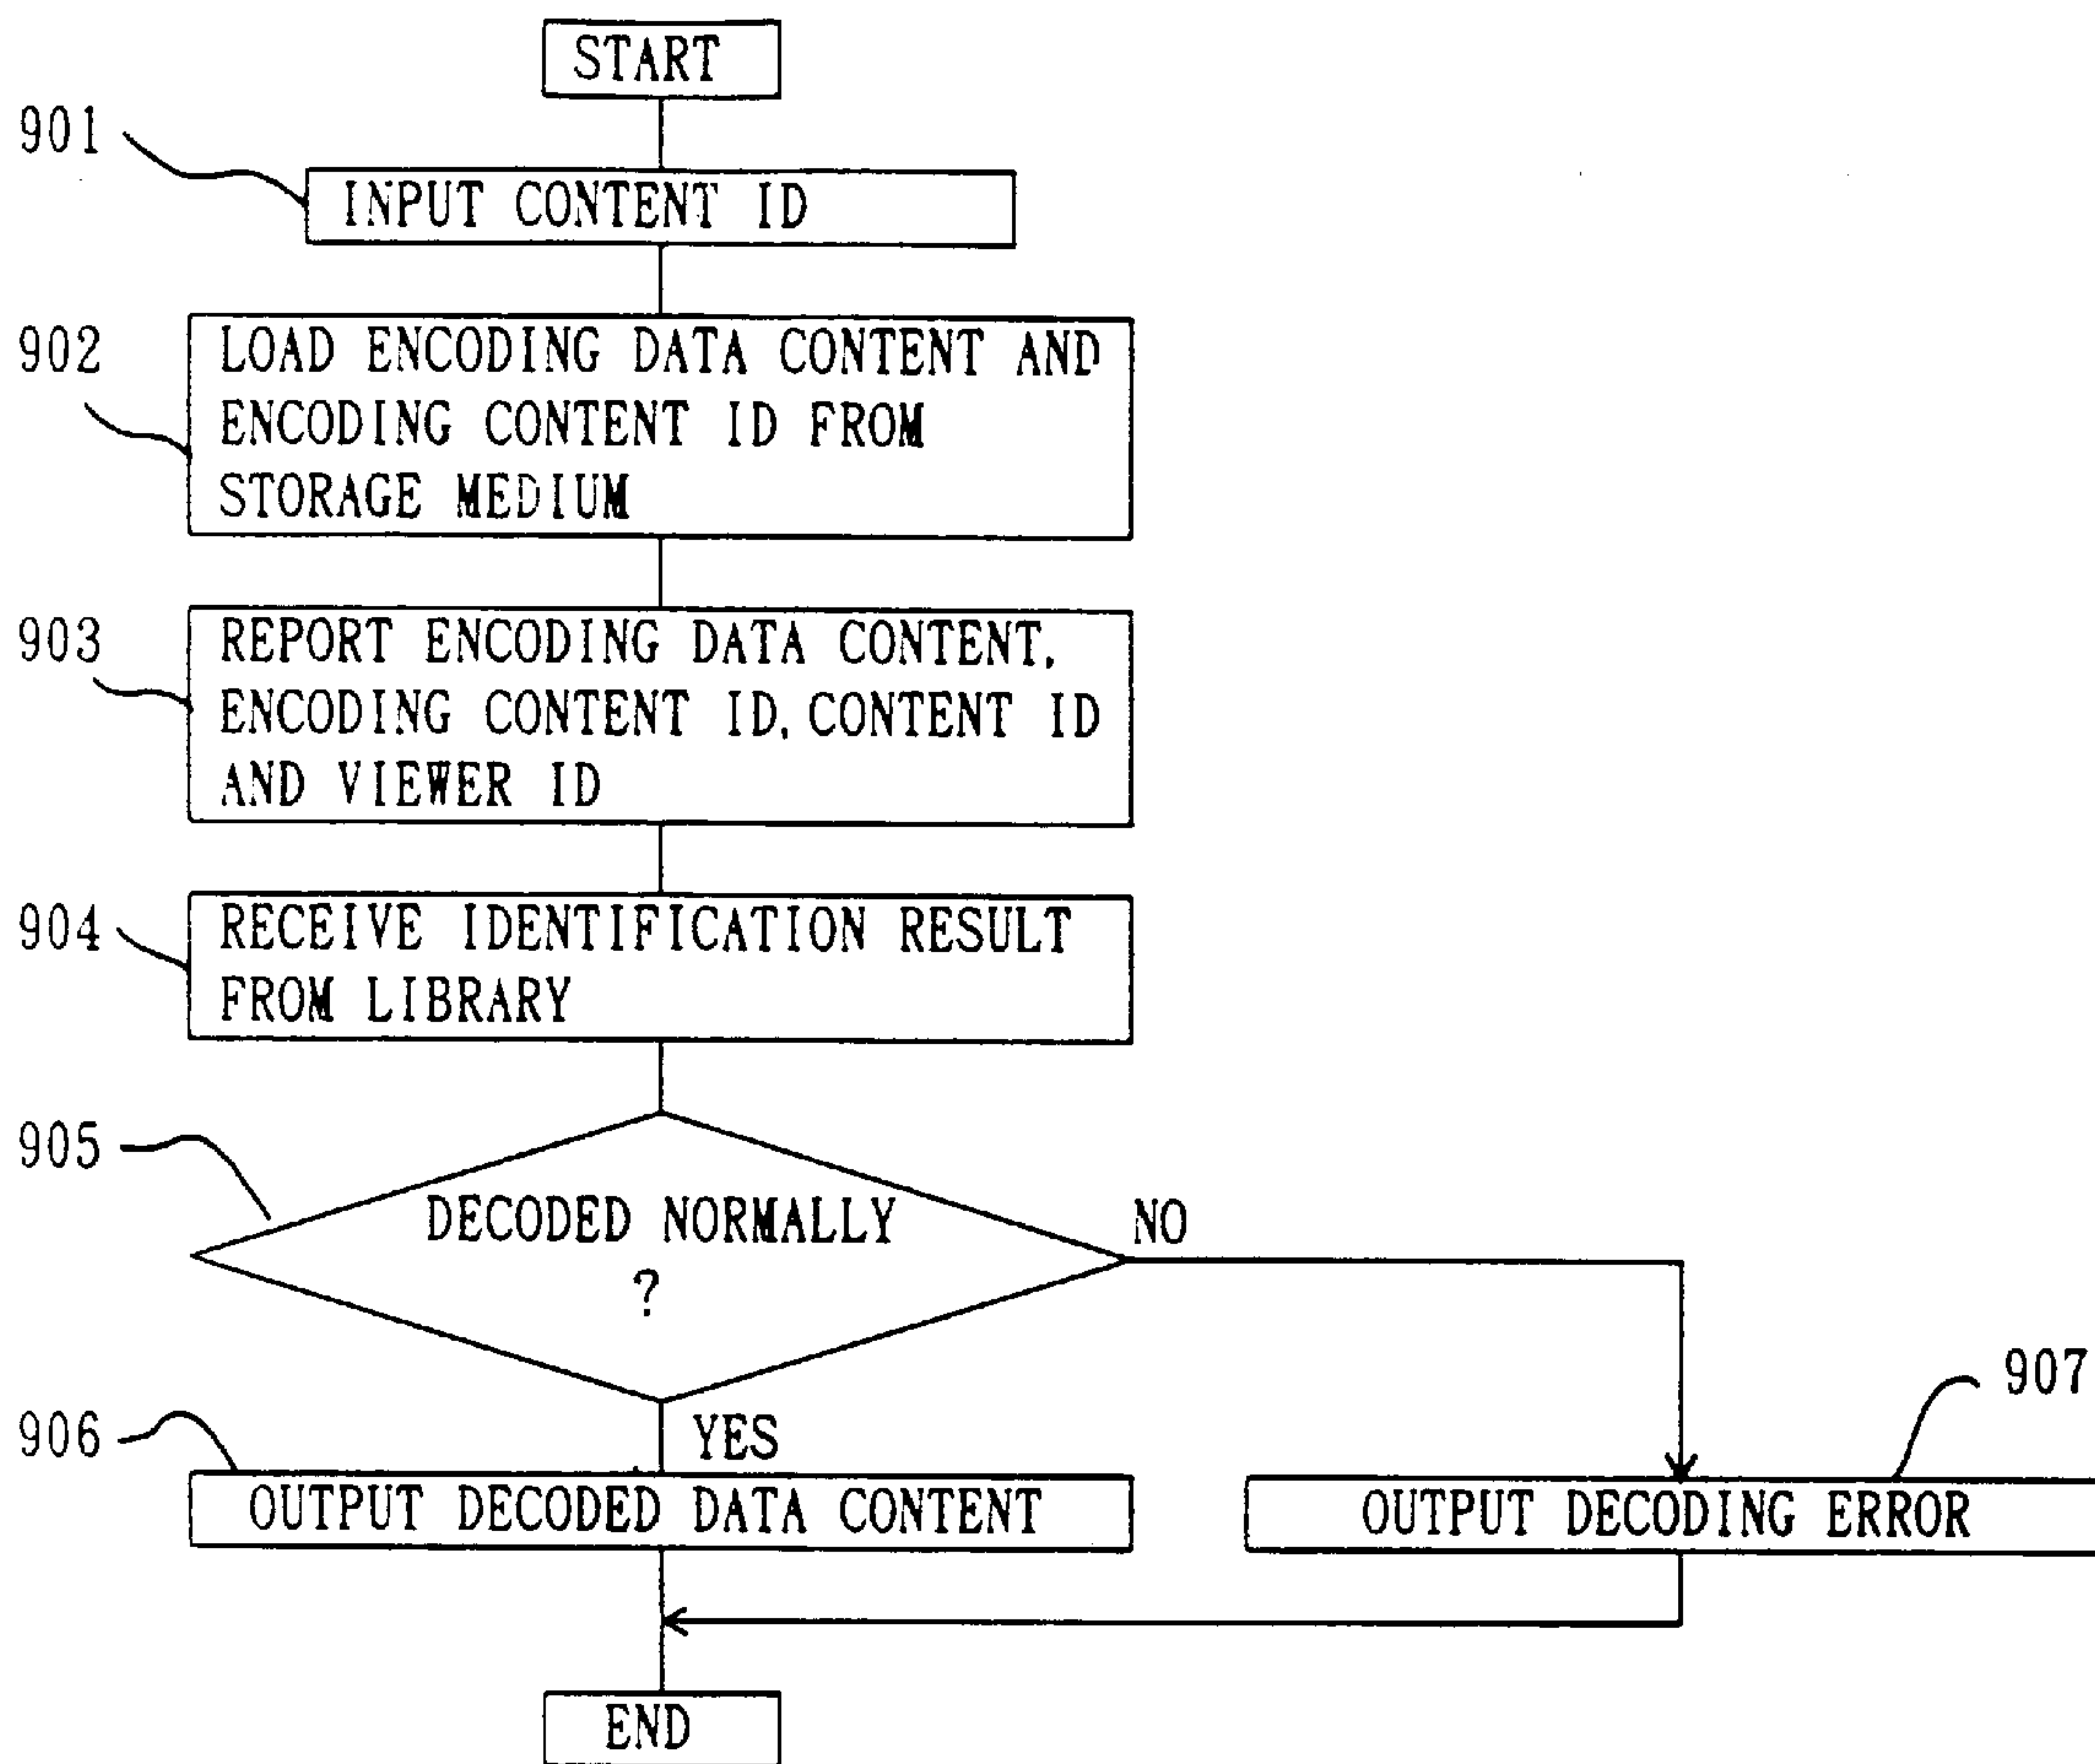 START
901
INPUT CONTENT ID
902
LOAD ENCODING DATA CONTENT AND
ENCODING CONTENT ID FROM
STORAGE MEDIUM
903
REPORT ENCODING DATA CONTENT,
ENCODING CONTENT ID, CONTENT ID
AND VIEWER ID
904
RECEIVE IDENTIFICATION RESULT
FROM LIBRARY
905
DECODED NORMALLY
?
NO
YES
906
OUTPUT DECODED DATA CONTENT
907
OUTPUT DECODING ERROR
END